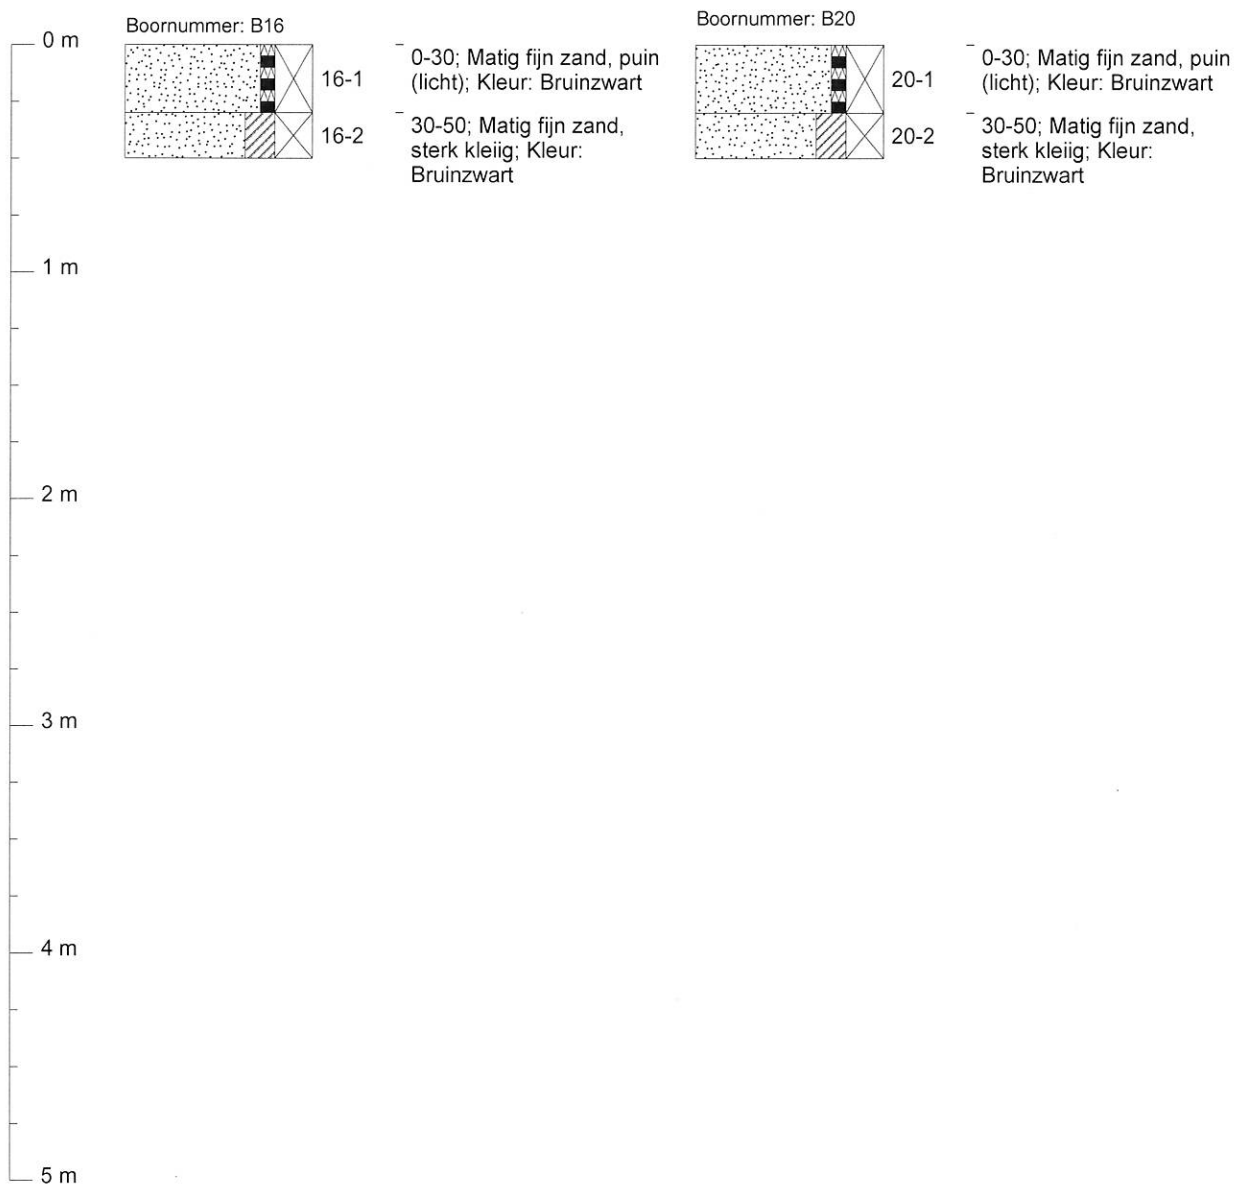 0 m
1 m
2 m
3 m
4 m
5 m
Boornummer: B16
16-1
16-2
0-30; Matig fijn zand, puin
(licht); Kleur: Bruinzwart
30-50; Matig fijn zand,
sterk kleiig; Kleur:
Bruinzwart
Boornummer: B20
20-1
20-2
0-30; Matig fijn zand, puin
(licht); Kleur: Bruinzwart
30-50; Matig fijn zand,
sterk kleiig; Kleur:
Bruinzwart